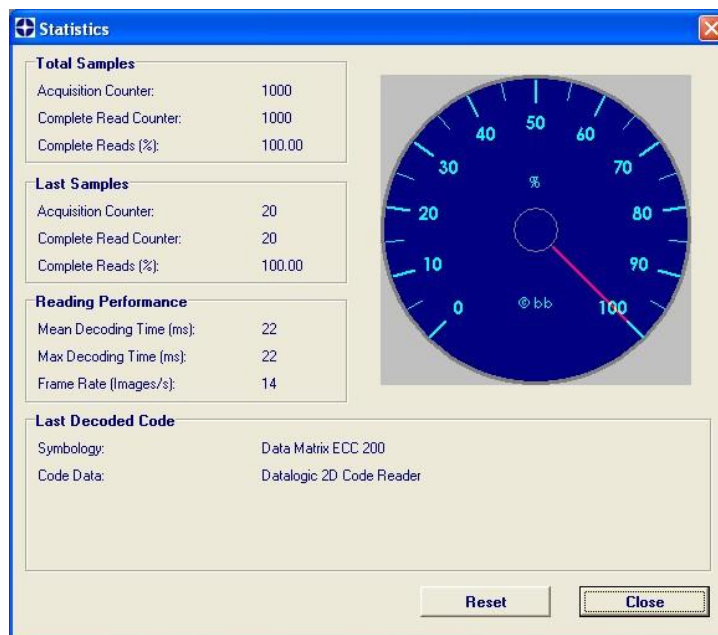 Statistics
Total Samples
Acquisition Counter: 1000
Complete Read Counter: 1000
Complete Reads (%): 100.00
Last Samples
Acquisition Counter: 20
Complete Read Counter: 20
Complete Reads (%): 100.00
Reading Performance
Mean Decoding Time (ms): 22
Max Decoding Time (ms): 22
Frame Rate (Images/s): 14
0
10
20
30
40
50
60
70
80
90
100
%
© bb
Last Decoded Code
Symbology: Data Matrix ECC 200
Code Data: Datalogic 2D Code Reader
Reset Close